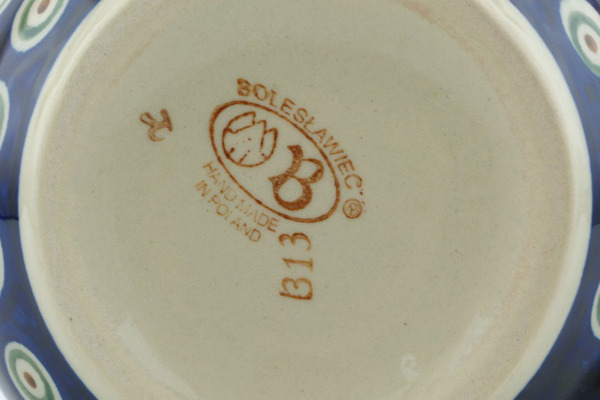 BOLESŁAWIEC ®
B
HAND MADE
IN POLAND
B13